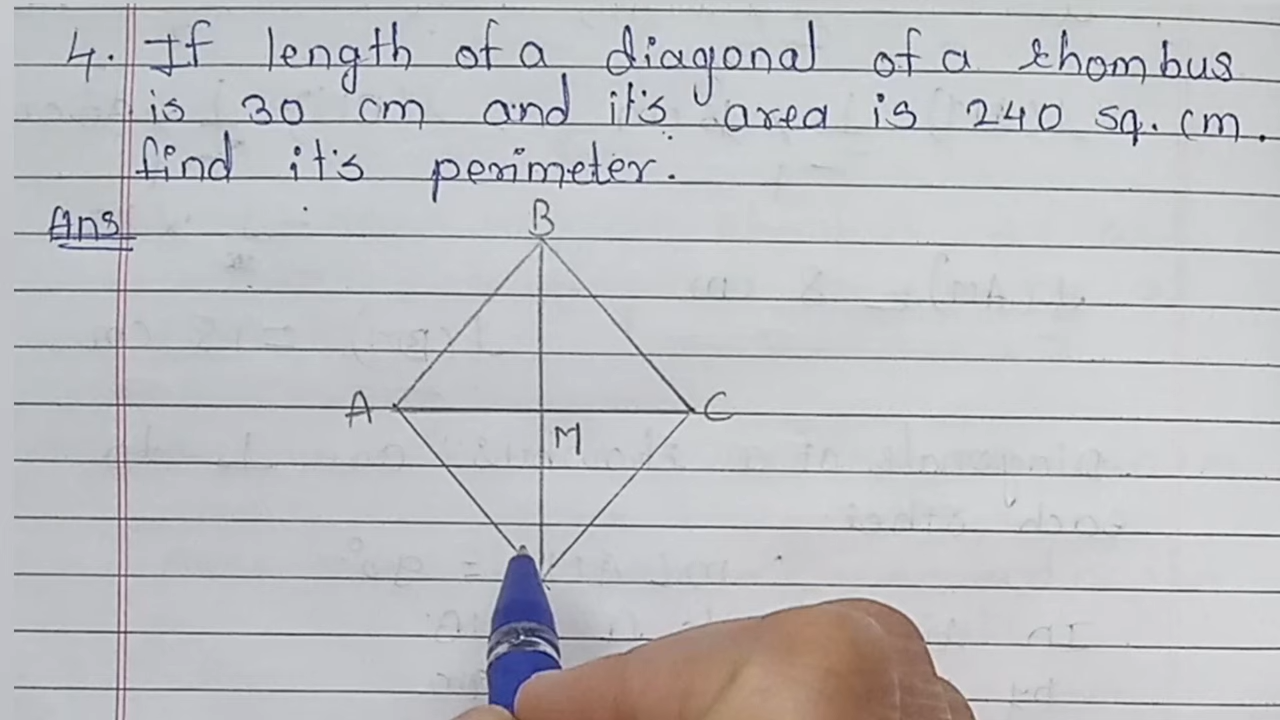 4. If length of a diagonal of a rhombus
is 30 cm and it's area is 240 sq. cm.
find it's perimeter.
Ans
B
A
C
M